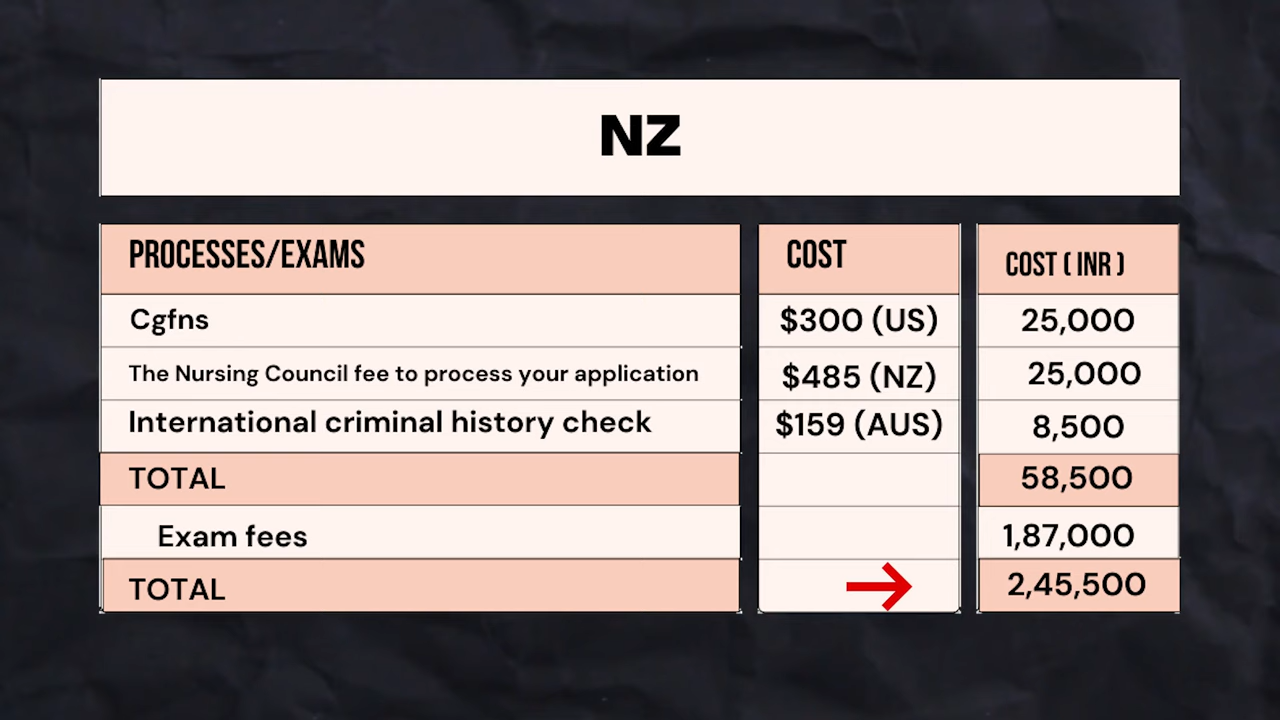 NZ
PROCESSES/EXAMS COST COST ( INR )
Cgfns $300 (US) 25,000
The Nursing Council fee to process your application $485 (NZ) 25,000
International criminal history check $159 (AUS) 8,500
TOTAL 58,500
Exam fees 1,87,000
TOTAL 2,45,500